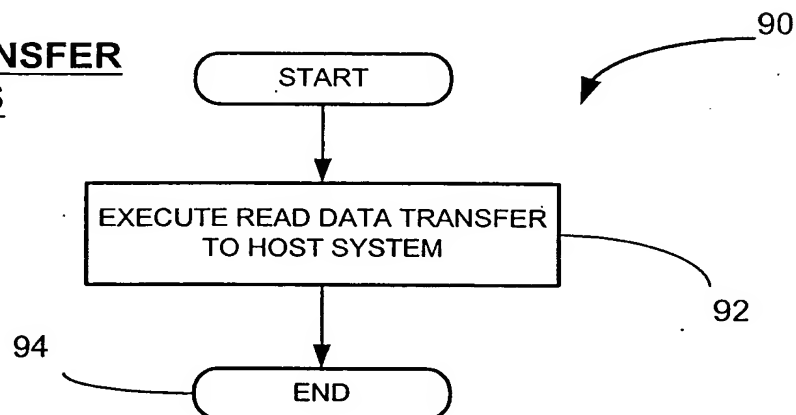 90
NSFER
START
EXECUTE READ DATA TRANSFER
TO HOST SYSTEM
92
94
END